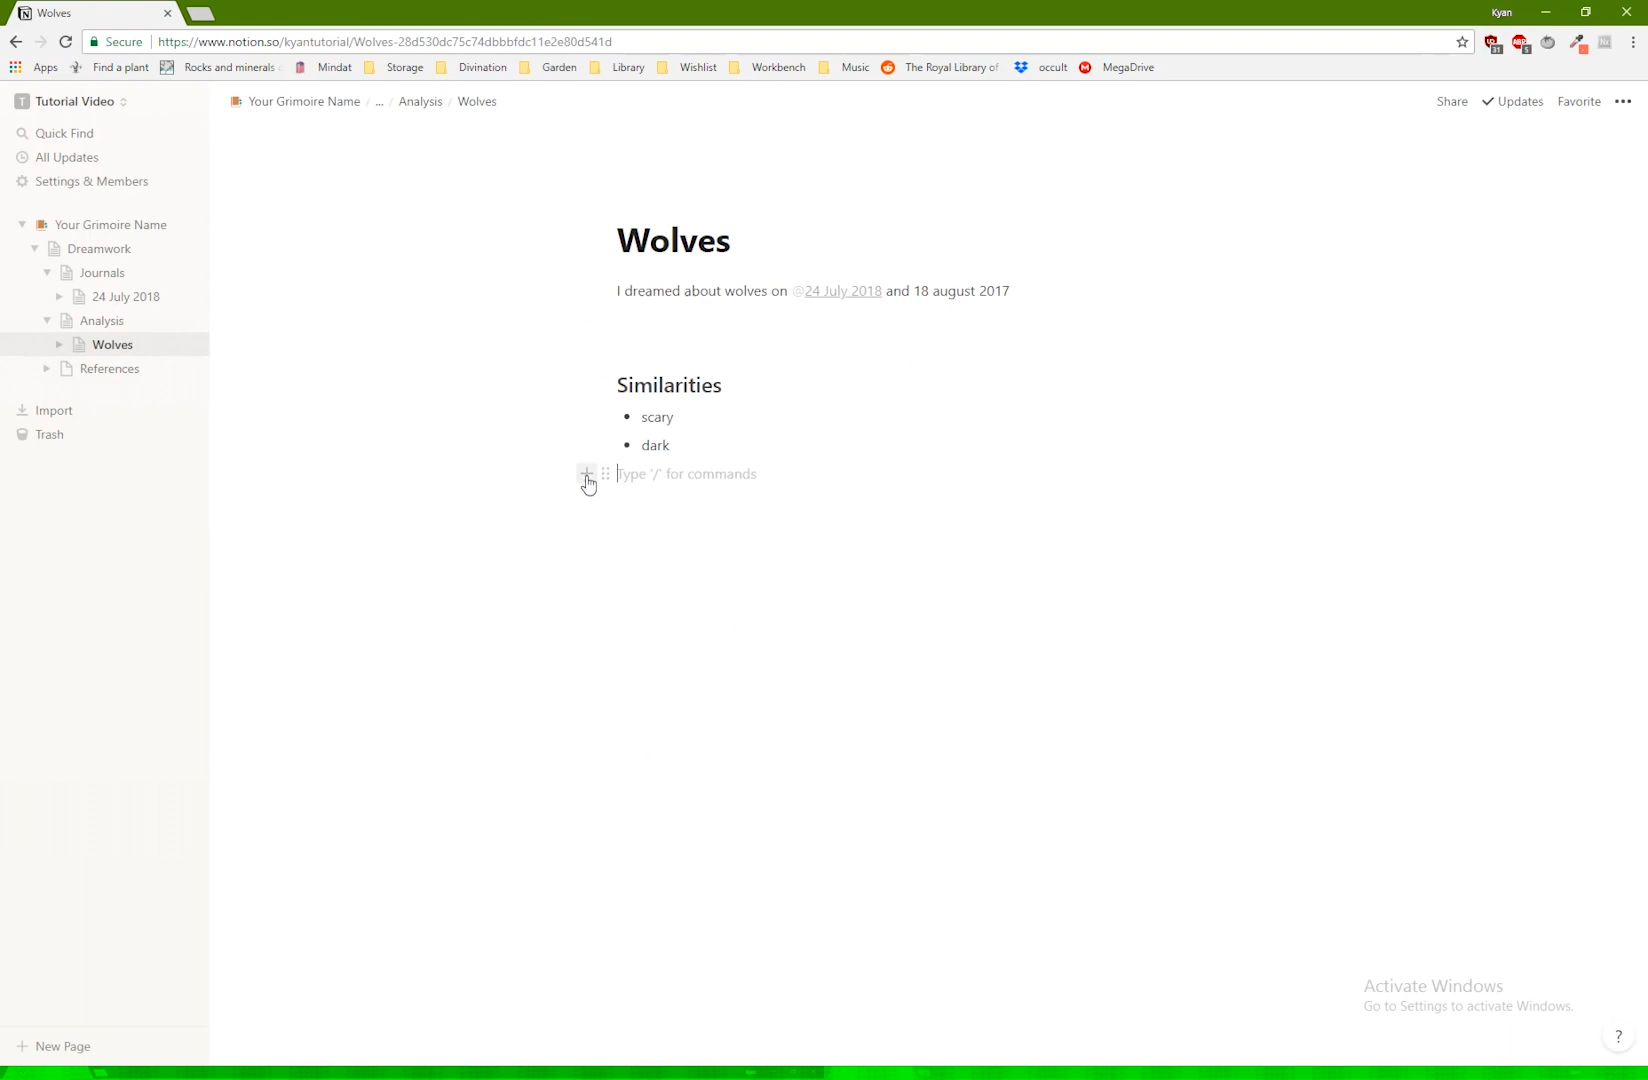 Wolves
Kyan
Secure
https://www.notion.so/kyantutorial/Wolves-28d530dc75c74dbbbfdc11e2e80d541d
Apps Find a plant Rocks and minerals Mindat Storage Divination Garden Library Wishlist Workbench Music The Royal Library of occult MegaDrive
T Tutorial Video
Your Grimoire Name / ... / Analysis / Wolves
Share Updates Favorite
Quick Find
All Updates
Settings & Members
Your Grimoire Name
Dreamwork
Journals
24 July 2018
Analysis
Wolves
References
Import
Trash
Wolves
I dreamed about wolves on @24 July 2018 and 18 august 2017
Similarities
• scary
• dark
Type '/' for commands
Activate Windows
Go to Settings to activate Windows.
New Page
?